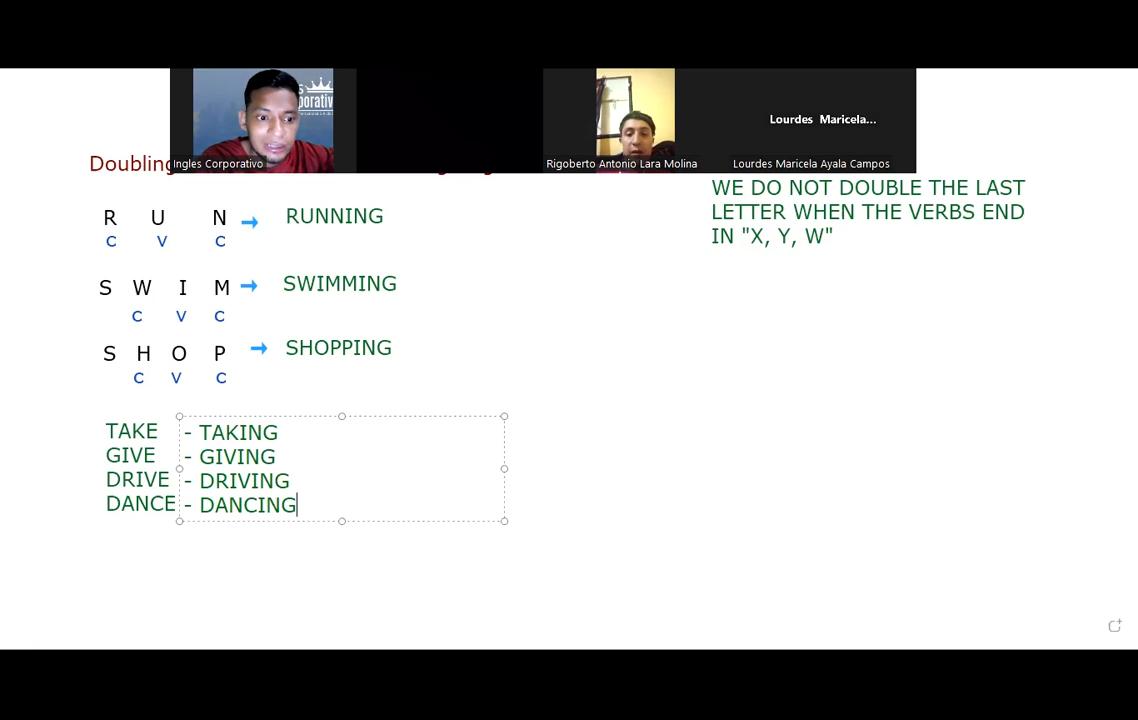 Ingles Corporativo
Rigoberto Antonio Lara Molina
Lourdes Maricela...
Lourdes Maricela Ayala Campos
Doubling
WE DO NOT DOUBLE THE LAST
LETTER WHEN THE VERBS END
IN "X, Y, W"
R U N → RUNNING
C V C
S W I M → SWIMMING
C V C
S H O P → SHOPPING
C V C
TAKE - TAKING
GIVE - GIVING
DRIVE - DRIVING
DANCE - DANCING